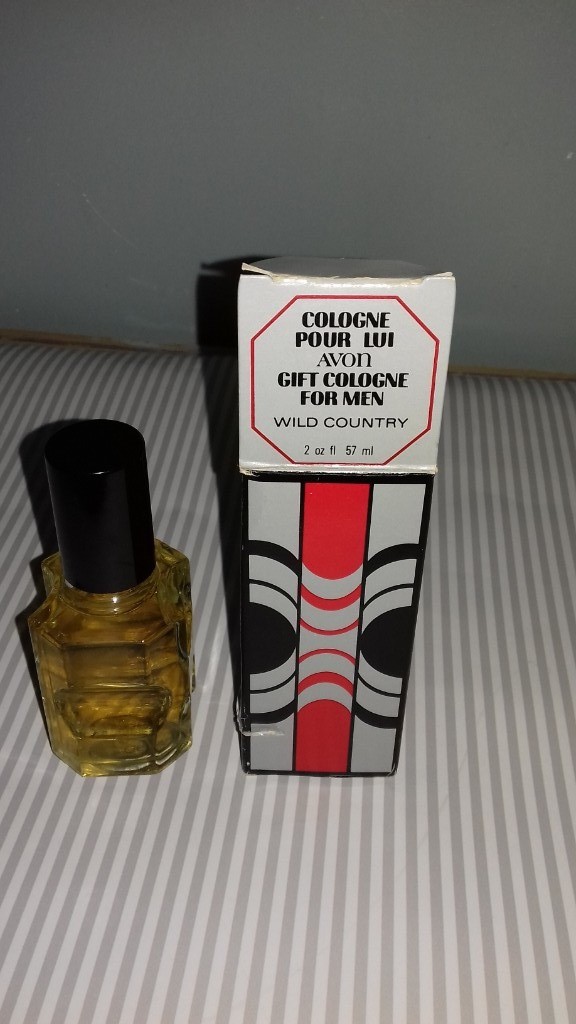 COLOGNE
POUR LUI
AVON
GIFT COLOGNE
FOR MEN
WILD COUNTRY
2 oz fl 57 ml